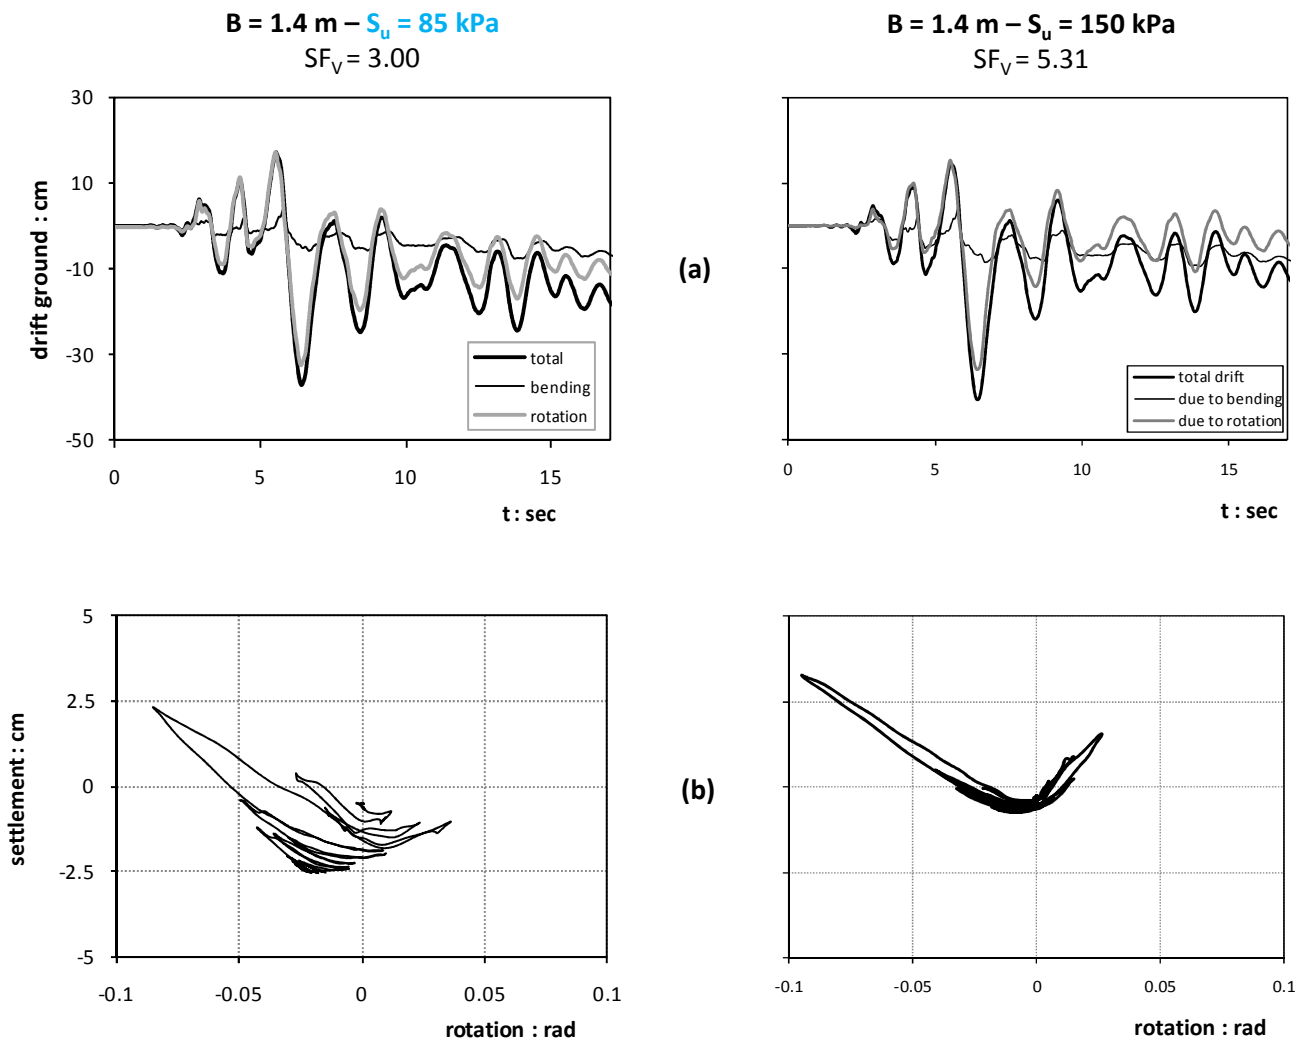 B = 1.4 m – Su = 85 kPa
SFV = 3.00
B = 1.4 m – Su = 150 kPa
SFV = 5.31
30
10
-10
-30
-50
drift ground : cm
total
bending
rotation
0
5
10
15
t : sec
(a)
total drift
due to bending
due to rotation
0
5
10
15
t : sec
5
2.5
0
-2.5
-5
settlement : cm
-0.1
-0.05
0
0.05
0.1
rotation : rad
(b)
-0.1
-0.05
0
0.05
0.1
rotation : rad